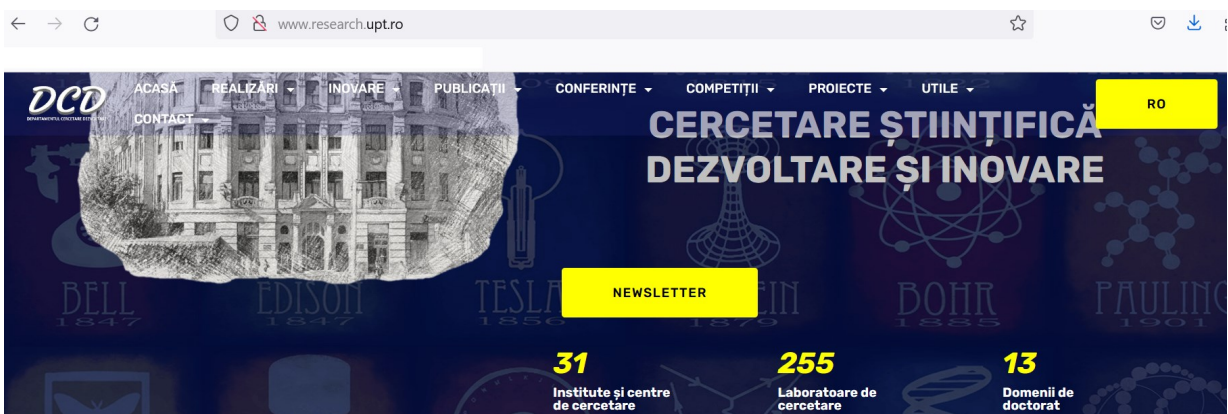 www.research.upt.ro
DCD
DEPARTAMENTUL CERCETARE DEZVOLTARE
ACASĂ REALIZĂRI INOVARE PUBLICAȚII CONFERINȚE COMPETIȚII PROIECTE UTILE
CONTACT
RO
CERCETARE ȘTIINȚIFICĂ
DEZVOLTARE ȘI INOVARE
NEWSLETTER
BELL EDISON TESLA EIN BOHR PAULING
1847 1847 1856 1879 1885 1901
31 255 13
Institute și centre Laboratoare de Domenii de
de cercetare cercetare doctorat